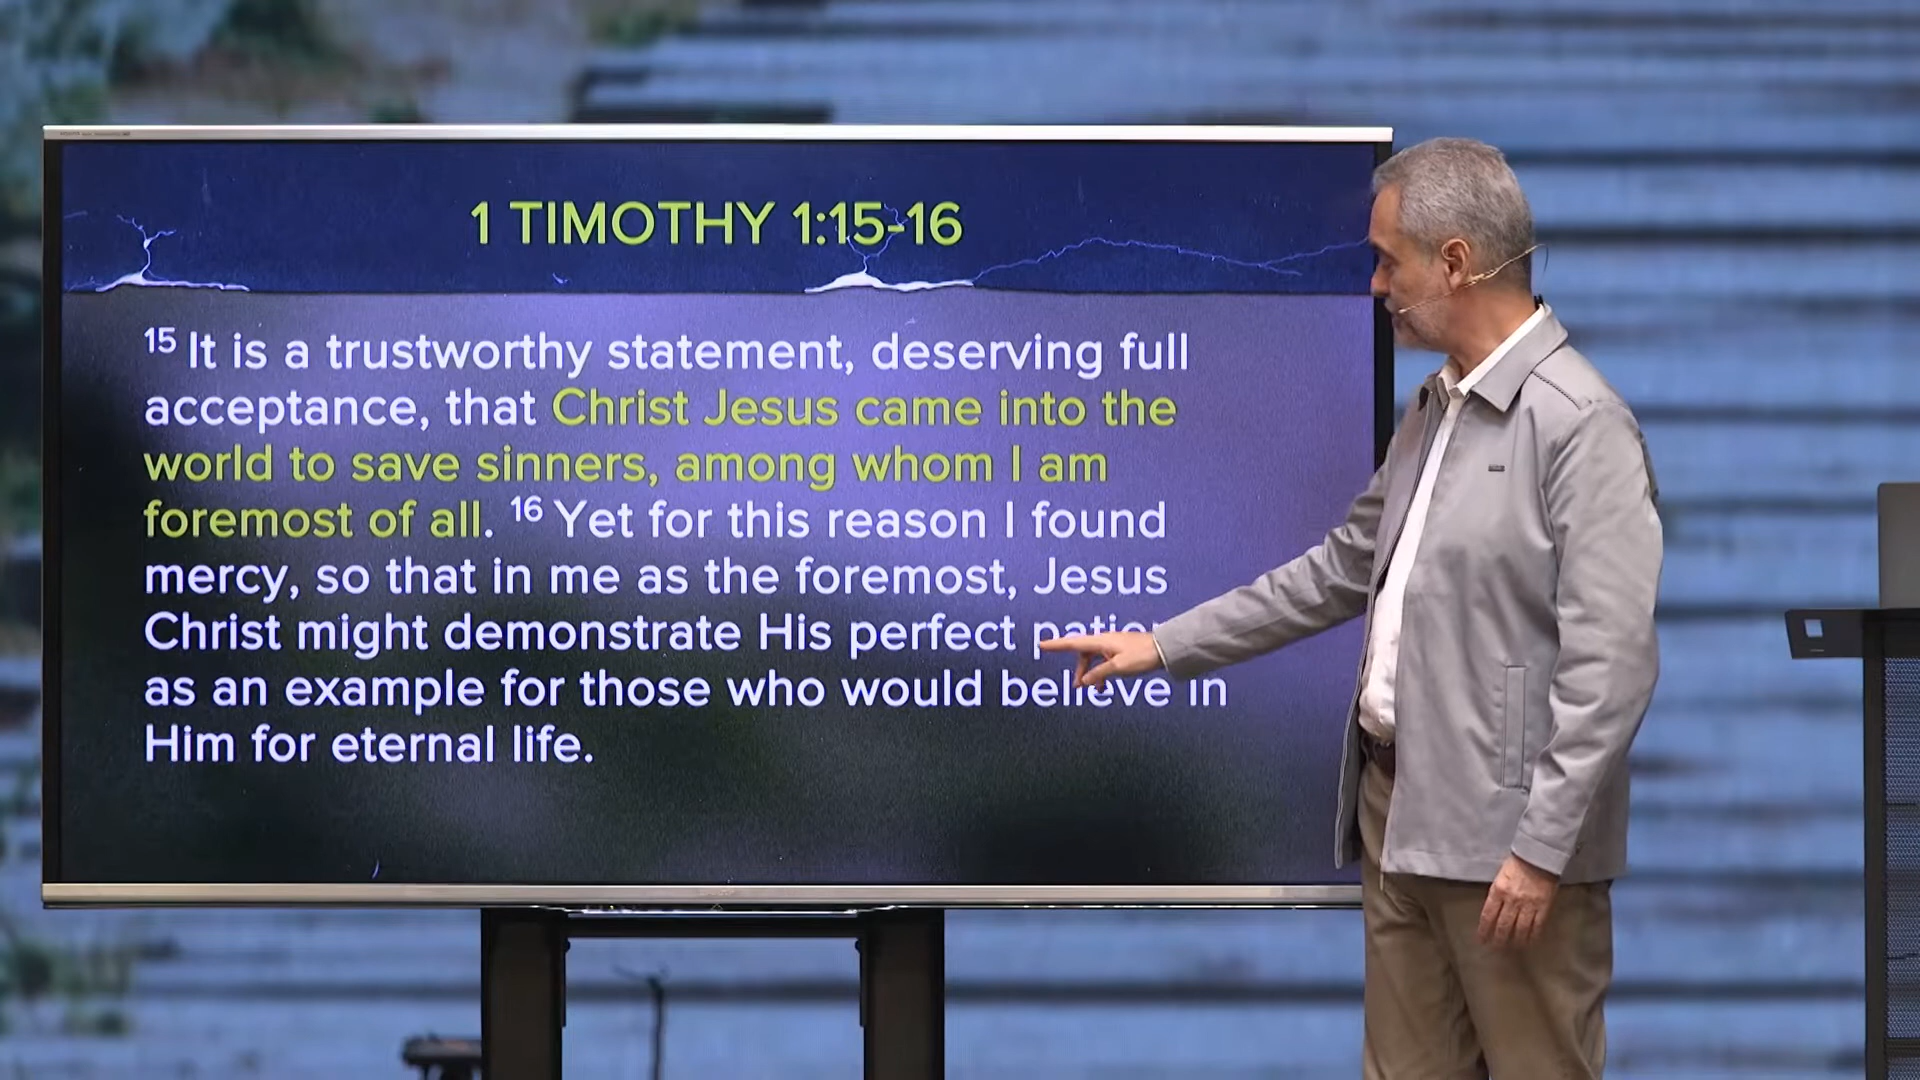 1 TIMOTHY 1:15-16
15 It is a trustworthy statement, deserving full
acceptance, that Christ Jesus came into the
world to save sinners, among whom I am
foremost of all. 16 Yet for this reason I found
mercy, so that in me as the foremost, Jesus
Christ might demonstrate His perfect
as an example for those who would believe in
Him for eternal life.